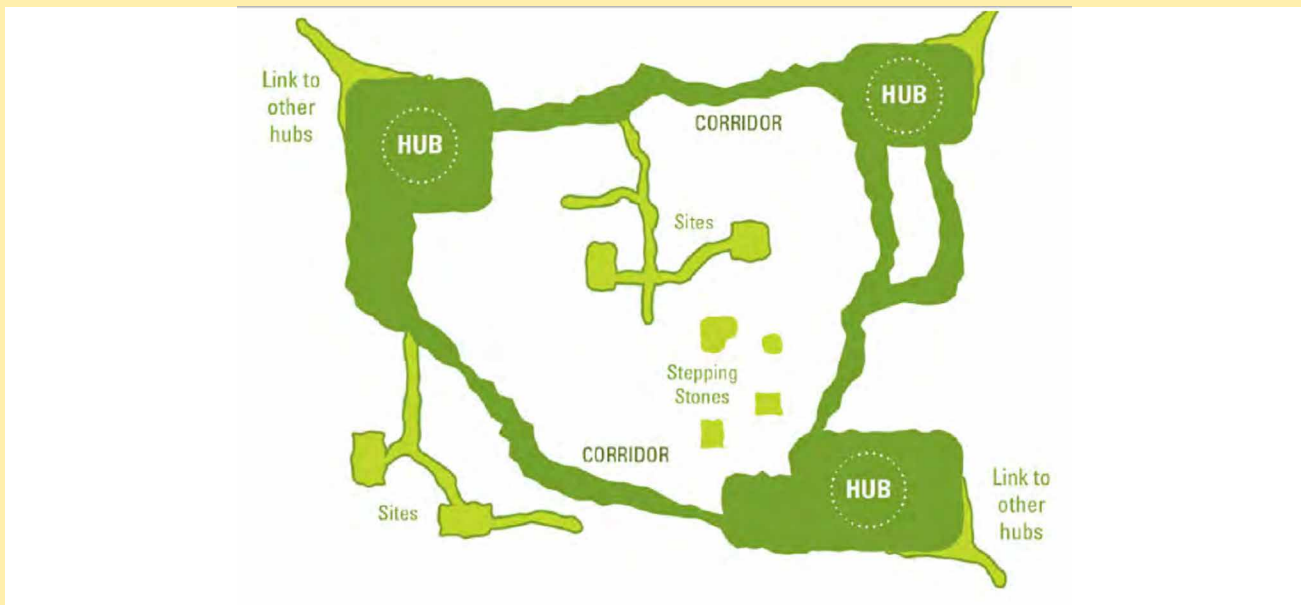 Link to
other
hubs
HUB
HUB
CORRIDOR
Sites
Stepping
Stones
CORRIDOR
HUB
Link to
other
hubs
Sites